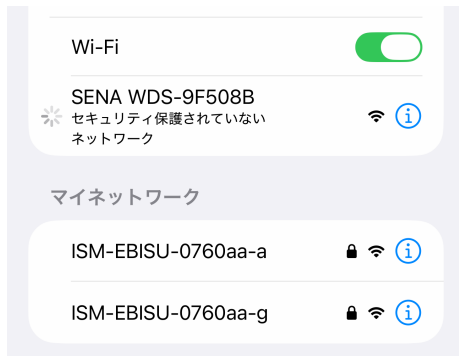 Wi-Fi
SENA WDS-9F508B
セキュリティ保護されていない
ネットワーク
マイネットワーク
ISM-EBISU-0760aa-a
ISM-EBISU-0760aa-g